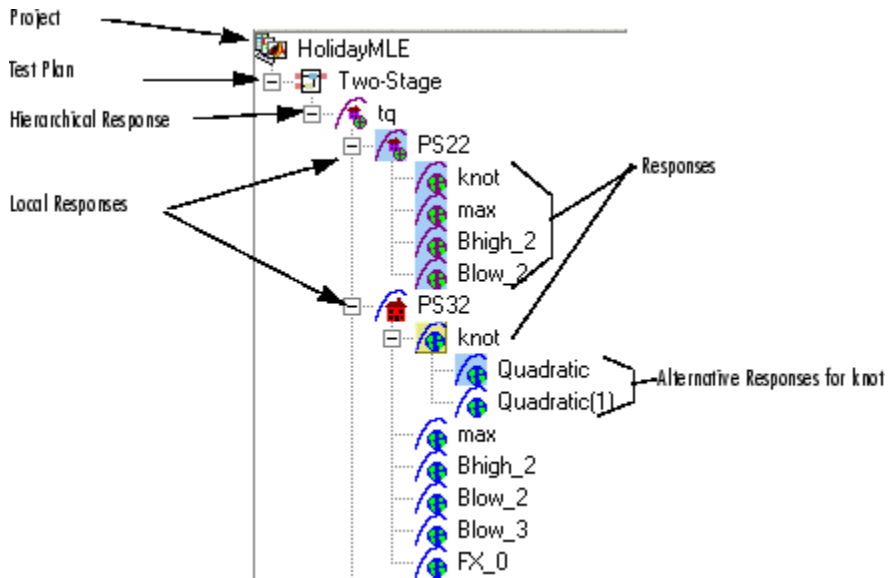 Project
HolidayMLE
Test Plan
Two-Stage
Hierarchical Response
tq
PS22
knot
Responses
max
Local Responses
Bhigh_2
Blow_2
PS32
knot
Quadratic
Alternative Responses for knot
Quadratic(1)
max
Bhigh_2
Blow_2
Blow_3
FX_0